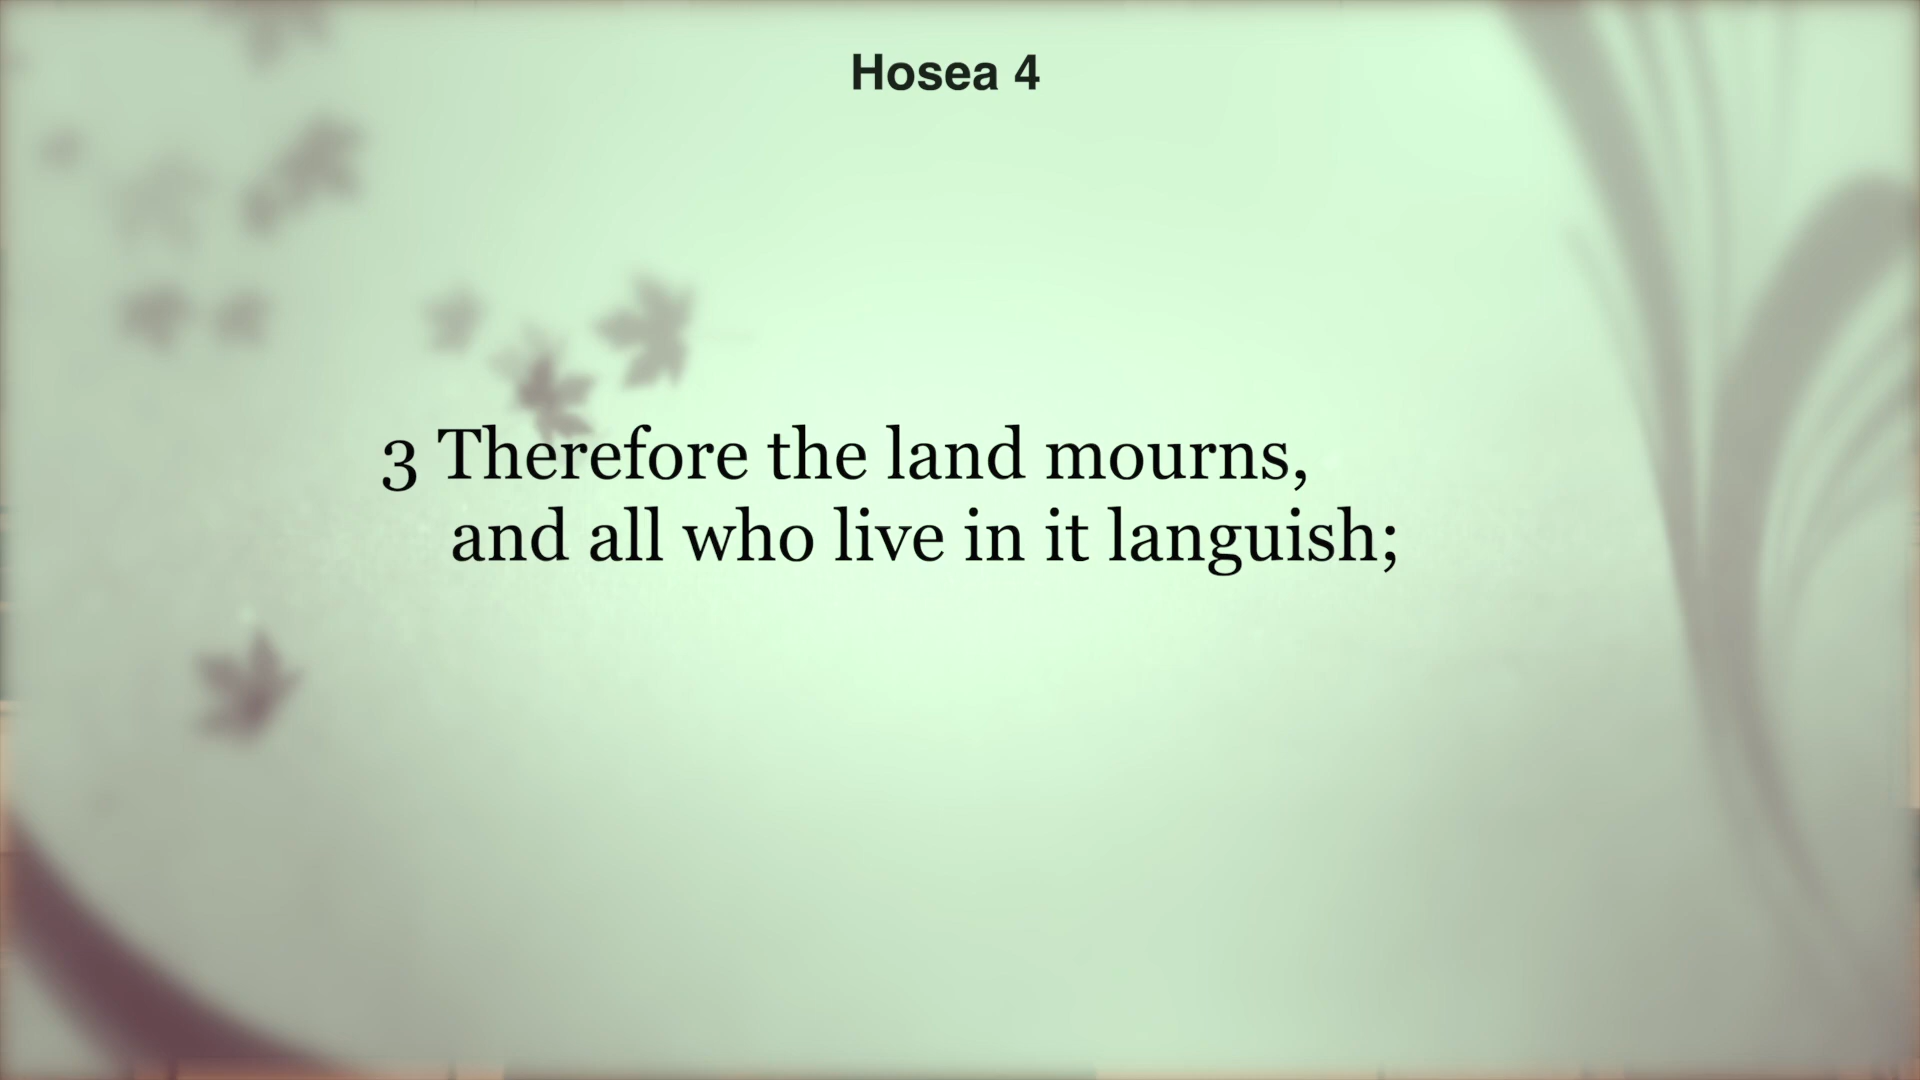 Hosea 4
3 Therefore the land mourns,
and all who live in it languish;